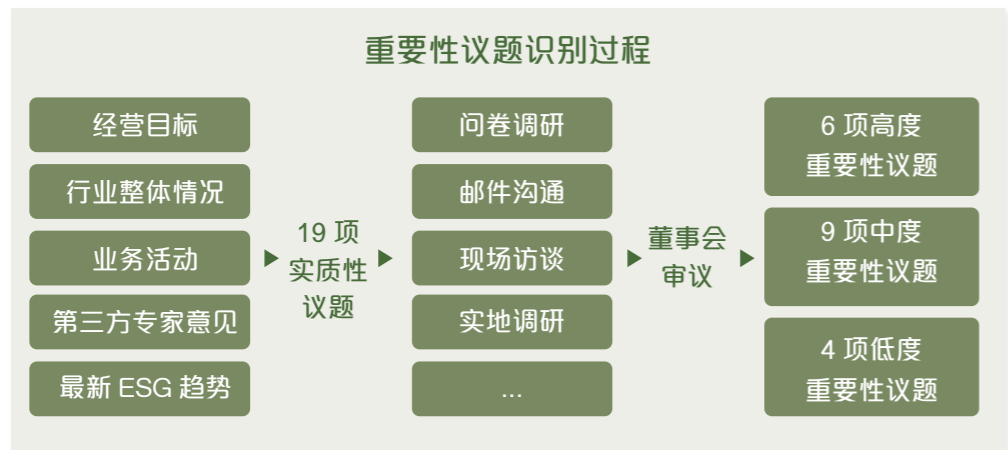 重要性议题识别过程
经营目标
行业整体情况
业务活动
第三方专家意见
最新 ESG 趋势
19 项
实质性
议题
问卷调研
邮件沟通
现场访谈
实地调研
...
董事会
审议
6 项高度
重要性议题
9 项中度
重要性议题
4 项低度
重要性议题